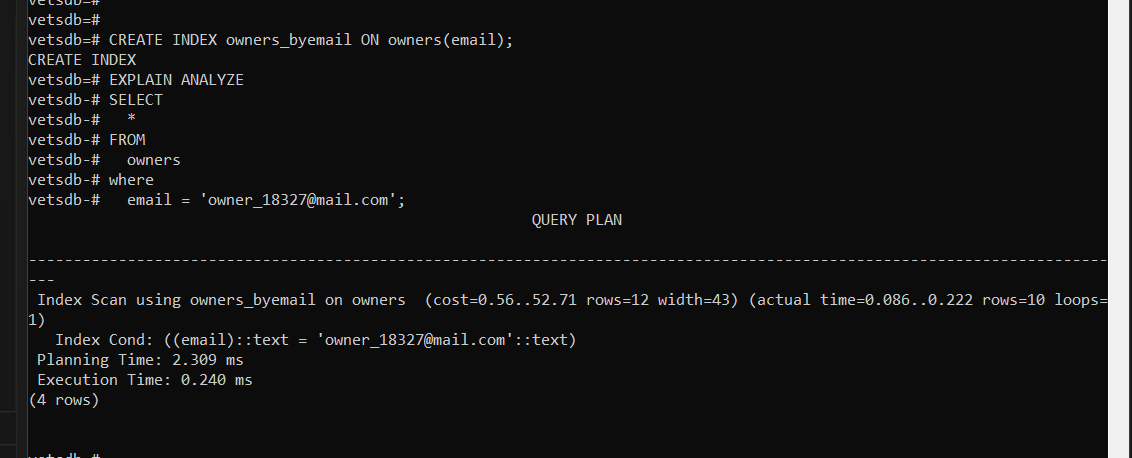 vetsdb=#
vetsdb=#
vetsdb=# CREATE INDEX owners_byemail ON owners(email);
CREATE INDEX
vetsdb=# EXPLAIN ANALYZE
vetsdb-# SELECT
vetsdb-#   *
vetsdb-# FROM
vetsdb-#   owners
vetsdb-# where
vetsdb-#   email = 'owner_18327@mail.com';
                                                        QUERY PLAN

------------------------------------------------------------------------------------------------------------------------
---
 Index Scan using owners_byemail on owners  (cost=0.56..52.71 rows=12 width=43) (actual time=0.086..0.222 rows=10 loops=
1)
   Index Cond: ((email)::text = 'owner_18327@mail.com'::text)
 Planning Time: 2.309 ms
 Execution Time: 0.240 ms
(4 rows)


vetsdb=#